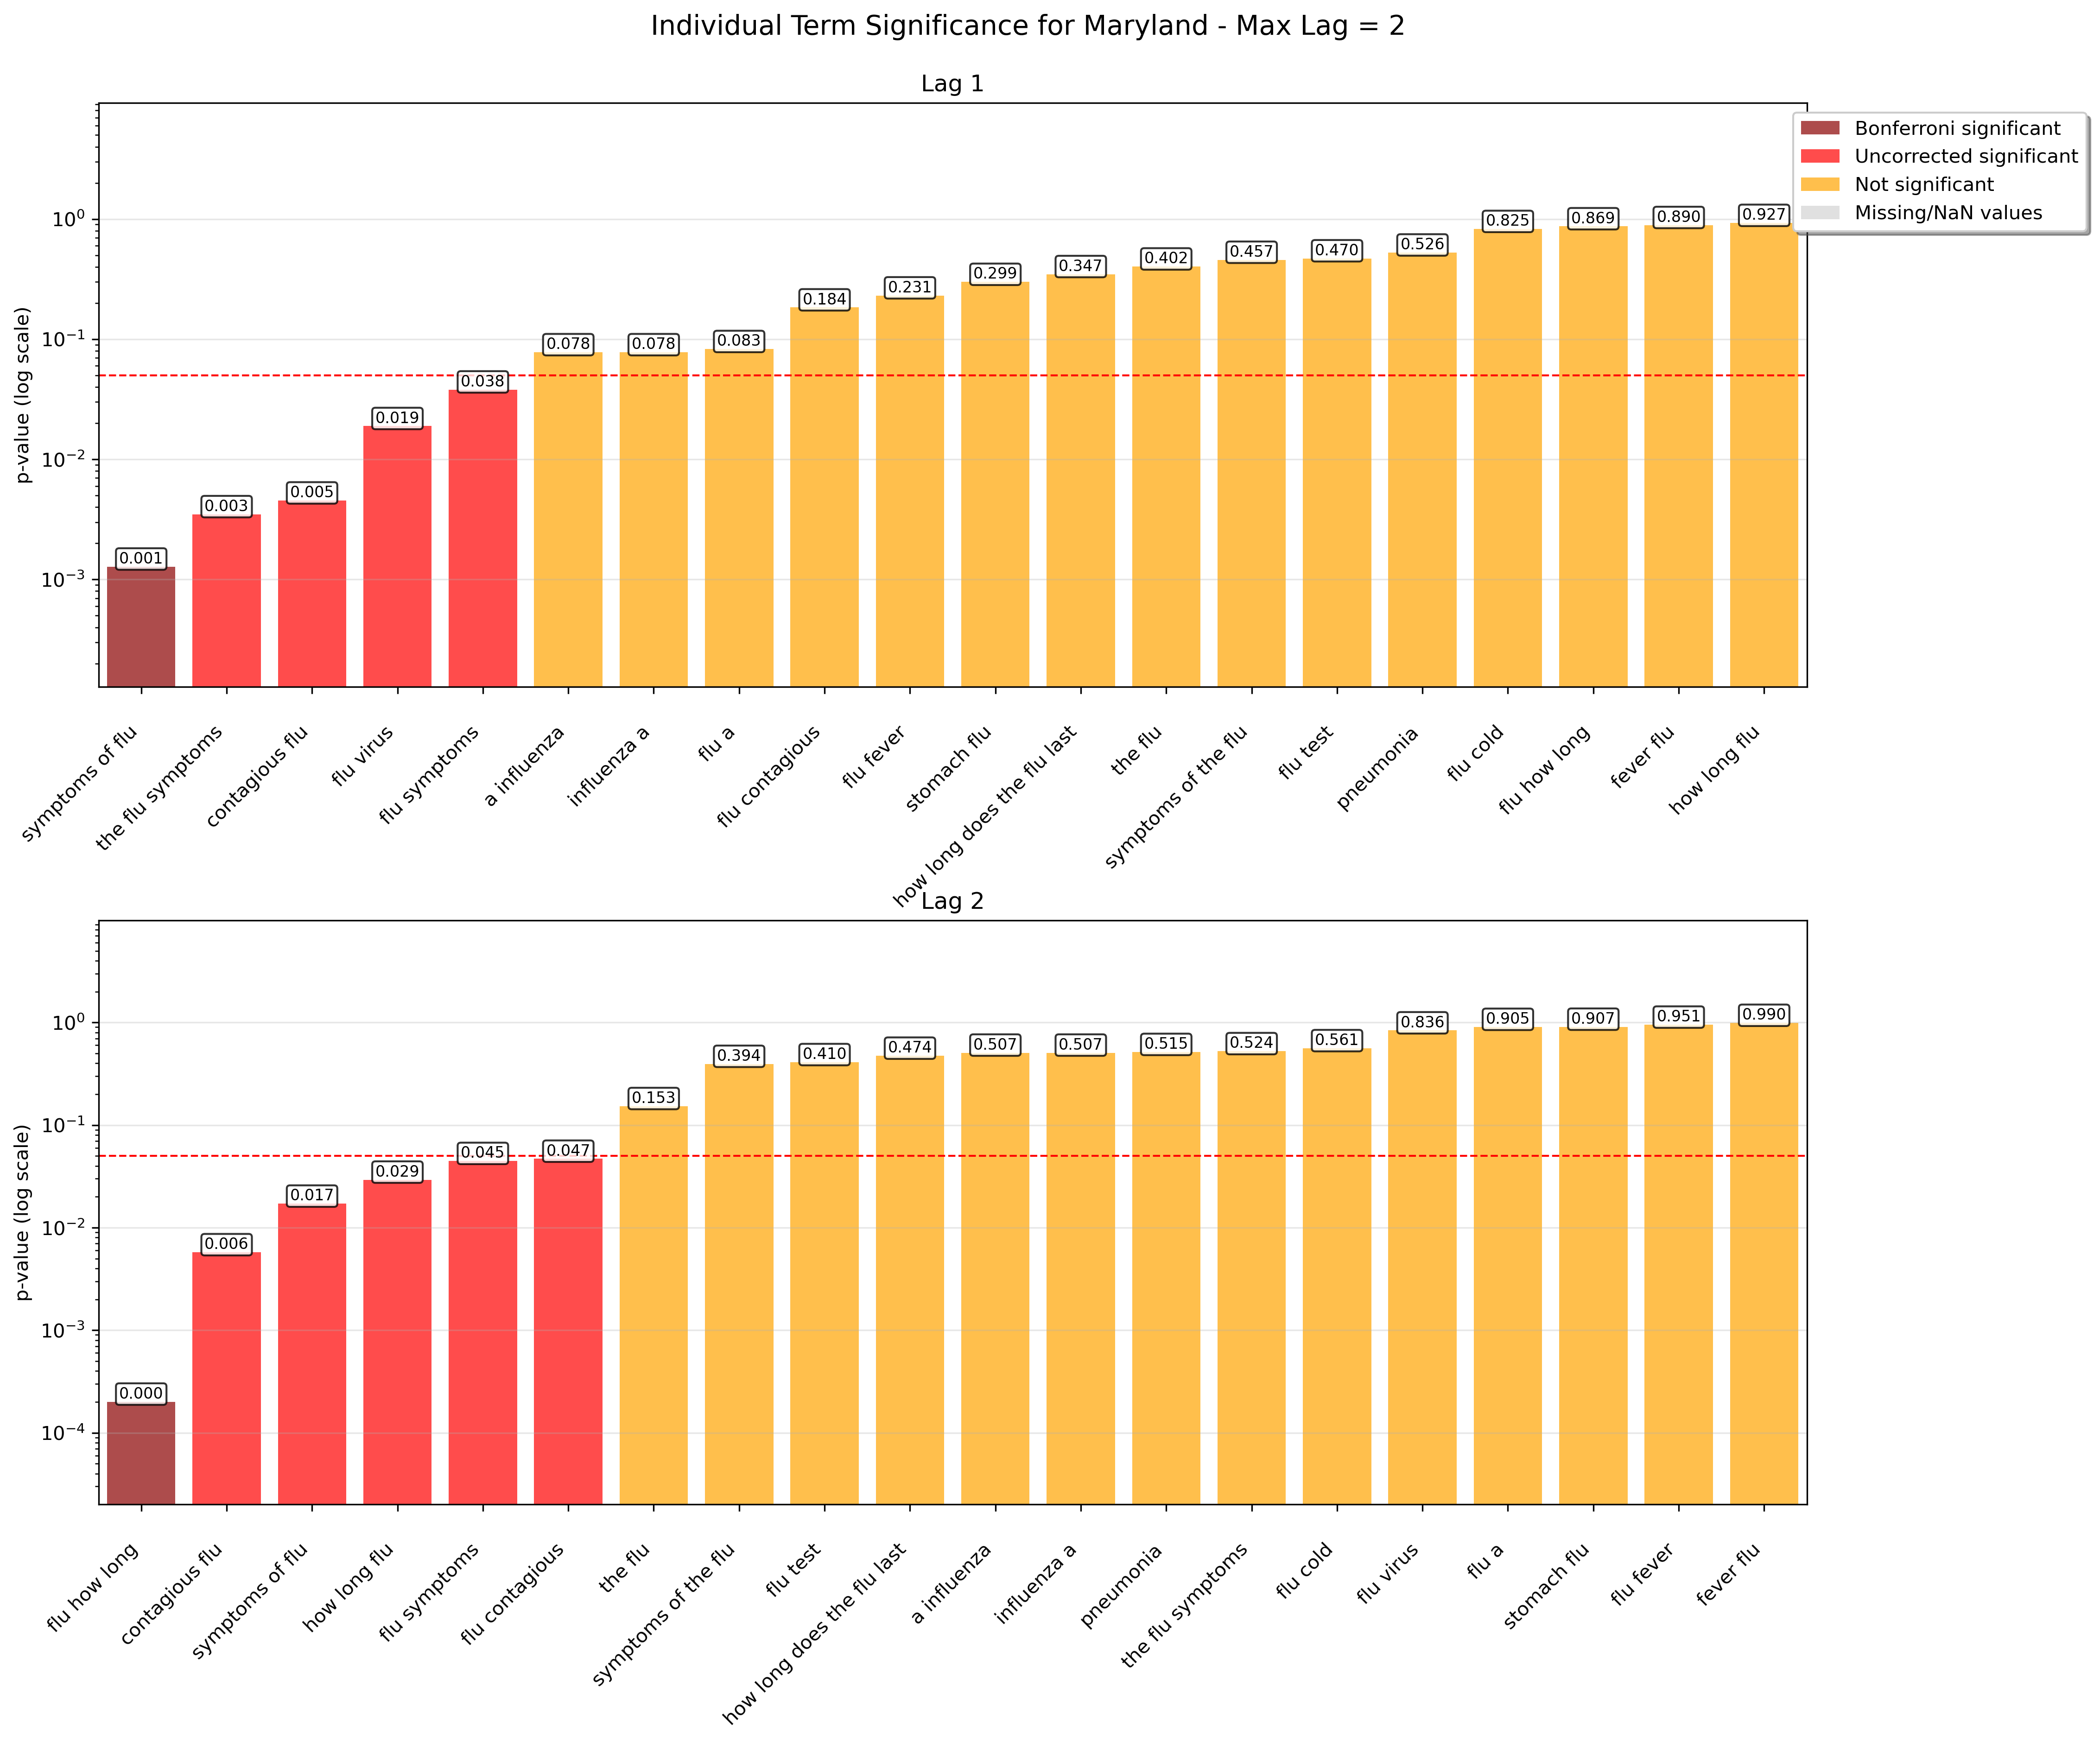 Individual Term Significance for Maryland - Max Lag = 2
Lag 1
Bonferroni significant
Uncorrected significant
Not significant
Missing/NaN values
p-value (log scale)
10⁰
10⁻¹
10⁻²
10⁻³
0.001
0.003
0.005
0.019
0.038
0.078
0.078
0.083
0.184
0.231
0.299
0.347
0.402
0.457
0.470
0.526
0.825
0.869
0.890
0.927
symptoms of flu
the flu symptoms
contagious flu
flu virus
flu symptoms
a influenza
influenza a
flu a
flu contagious
flu fever
stomach flu
how long does the flu last
the flu
symptoms of the flu
flu test
pneumonia
flu cold
flu how long
fever flu
how long flu
Lag 2
p-value (log scale)
10⁰
10⁻¹
10⁻²
10⁻³
10⁻⁴
0.000
0.006
0.017
0.029
0.045
0.047
0.153
0.394
0.410
0.474
0.507
0.507
0.515
0.524
0.561
0.836
0.905
0.907
0.951
0.990
flu how long
contagious flu
symptoms of flu
how long flu
flu symptoms
flu contagious
the flu
symptoms of the flu
flu test
how long does the flu last
a influenza
influenza a
pneumonia
the flu symptoms
flu cold
flu virus
flu a
stomach flu
flu fever
fever flu